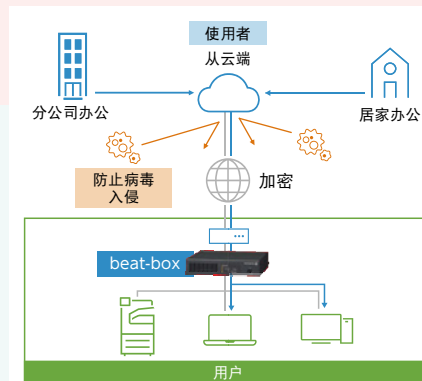 使用者
从云端
分公司办公
居家办公
防止病毒
入侵
加密
beat-box
用户